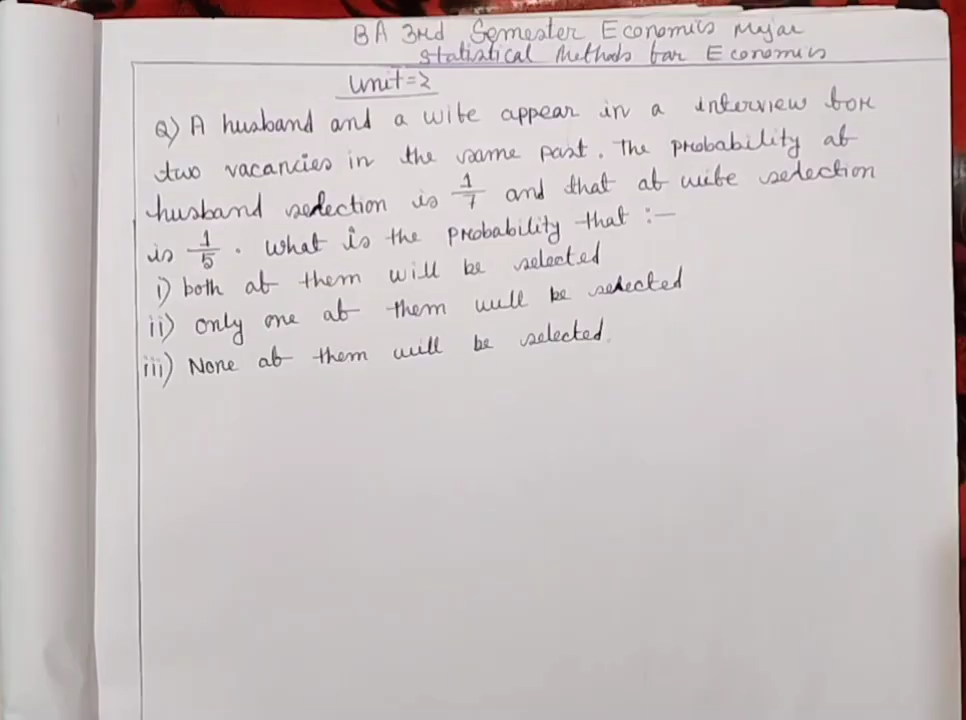 BA 3rd Semester Economics Major
Statistical Methods for Economics
Unit=2
Q) A husband and a wife appear in a interview for
two vacancies in the same post. The probability of
husband selection is 1/7 and that of wife selection
is 1/5. What is the probability that :—
i) both of them will be selected
ii) only one of them will be selected
iii) None of them will be selected.